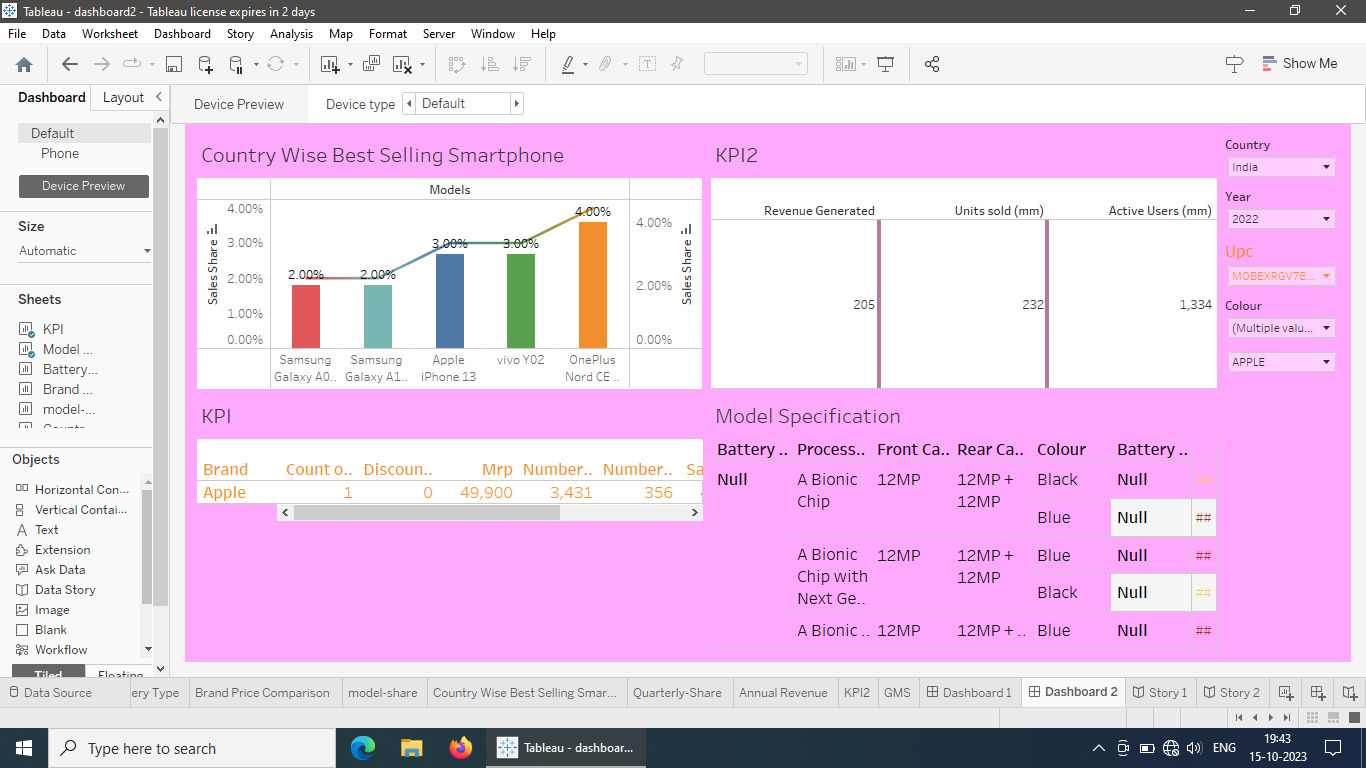 Tableau - dashboard2 - Tableau license expires in 2 days
File Data Worksheet Dashboard Story Analysis Map Format Server Window Help
Show Me
Dashboard Layout
Device Preview Device type Default
Default
Phone
Device Preview
Size
Automatic
Sheets
KPI
Model ...
Battery...
Brand ...
model-...
Objects
Horizontal Con...
Vertical Contai...
Text
Extension
Ask Data
Data Story
Image
Blank
Workflow
Tiled Floating
Country Wise Best Selling Smartphone
Models
Sales Share
4.00%
3.00%
2.00%
1.00%
0.00%
2.00% 2.00% 3.00% 3.00% 4.00%
4.00%
2.00%
0.00%
Sales Share
Samsung Samsung Apple vivo Y02 OnePlus
Galaxy A0.. Galaxy A1.. iPhone 13 Nord CE ..
KPI2
Revenue Generated Units sold (mm) Active Users (mm)
205 232 1,334
Country
India
Year
2022
Upc
MOBEXRGV7E...
Colour
(Multiple valu...
APPLE
KPI
Brand Count o.. Discoun.. Mrp Number.. Number.. Sa
Apple 1 0 49,900 3,431 356
Model Specification
Battery .. Process.. Front Ca.. Rear Ca.. Colour Battery ..
Null A Bionic 12MP 12MP + Black Null ##
Chip 12MP
Blue Null ##
A Bionic 12MP 12MP + Blue Null ##
Chip with 12MP
Next Ge.. Black Null ##
A Bionic .. 12MP 12MP + .. Blue Null ##
Data Source ery Type Brand Price Comparison model-share Country Wise Best Selling Smar... Quarterly-Share Annual Revenue KPI2 GMS Dashboard 1 Dashboard 2 Story 1 Story 2
Type here to search
Tableau - dashboar...
ENG
19:43
15-10-2023